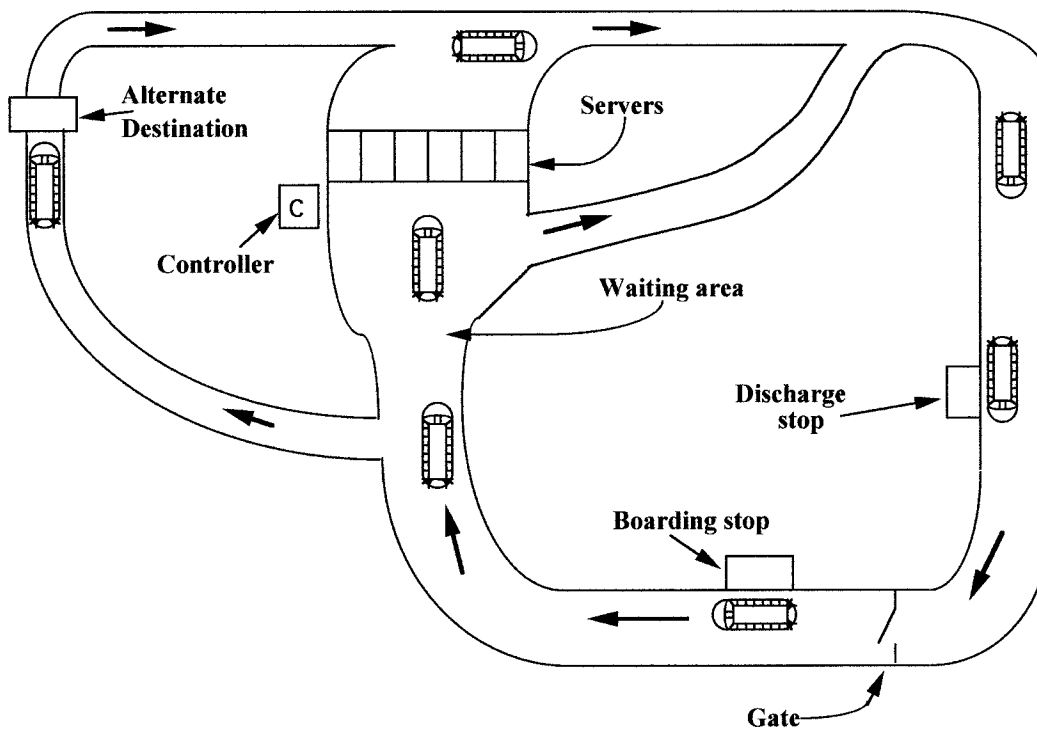 Alternate
Destination
Servers
C
Controller
Waiting area
Discharge
stop
Boarding stop
Gate